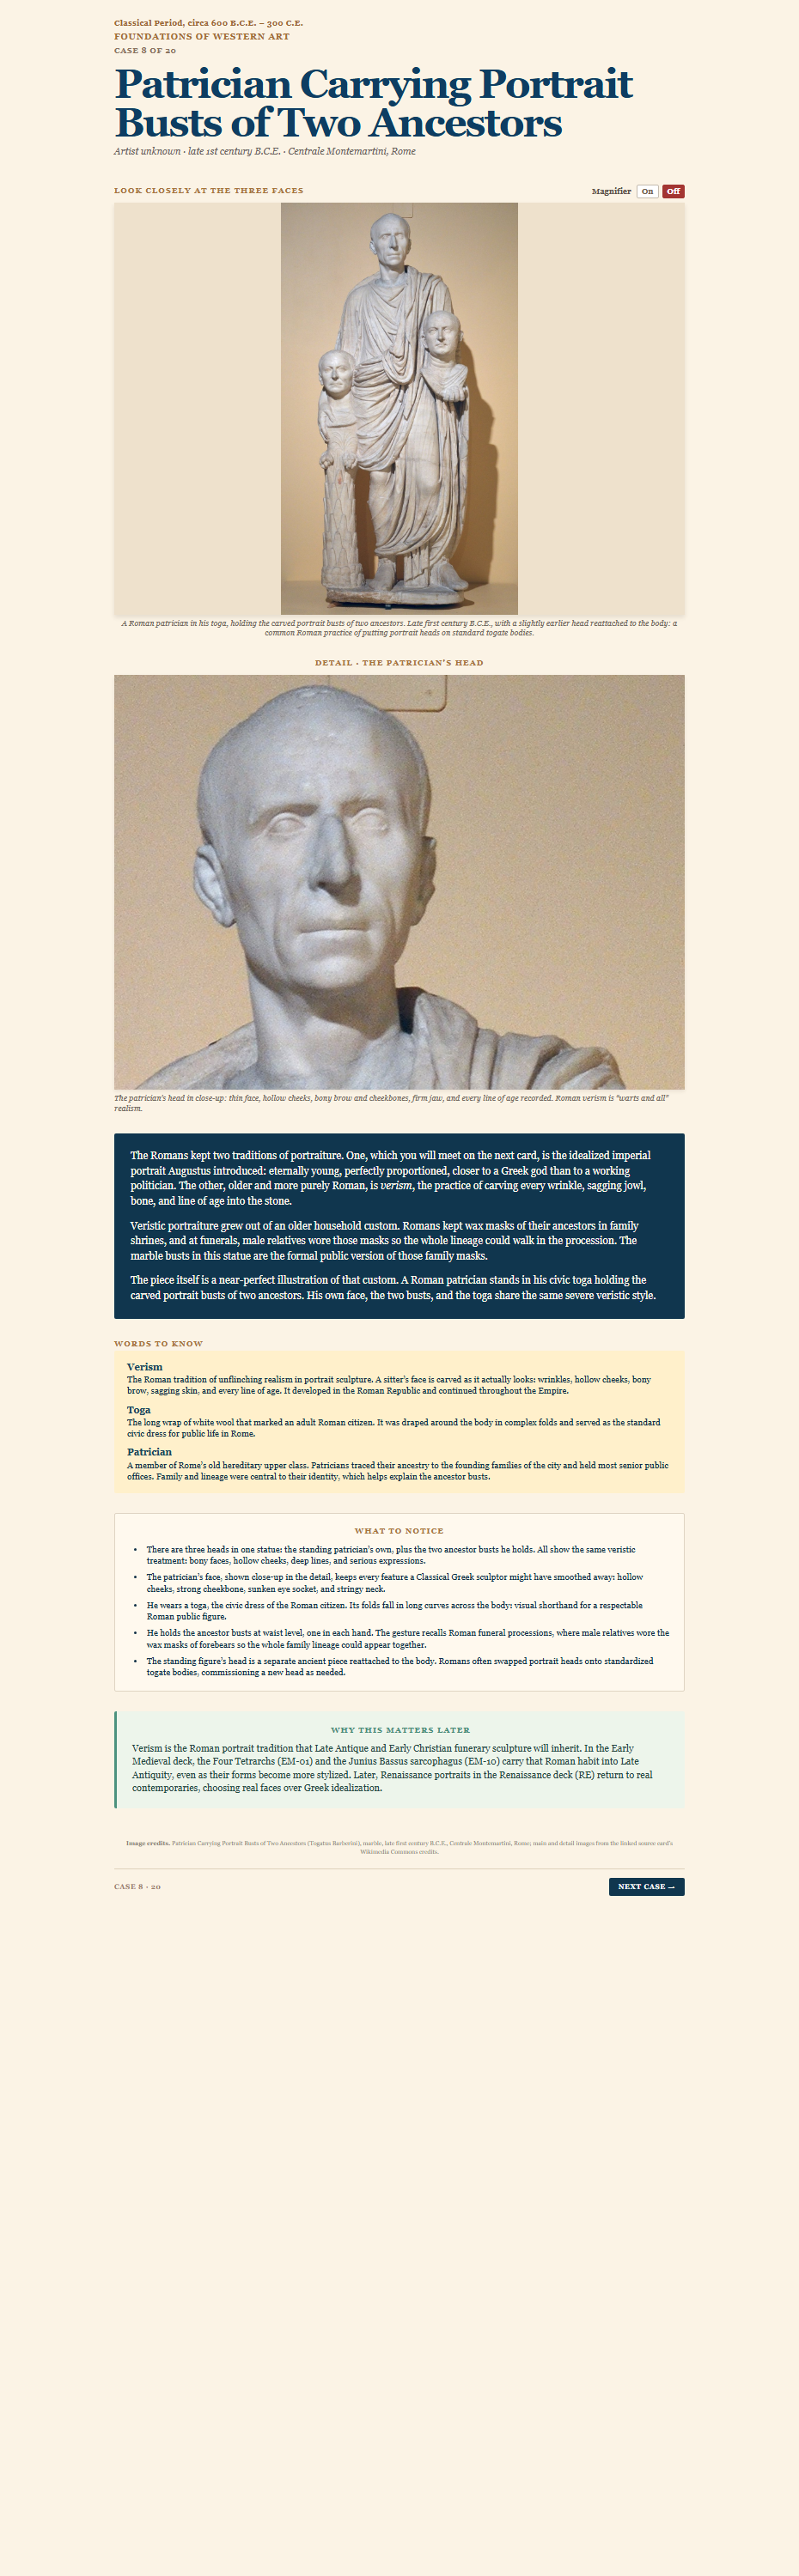 Classical Period, circa 600 B.C.E. – 300 C.E.
FOUNDATIONS OF WESTERN ART
CASE 8 OF 20
Patrician Carrying Portrait
Busts of Two Ancestors
Artist unknown · late 1st century B.C.E. · Centrale Montemartini, Rome
LOOK CLOSELY AT THE THREE FACES
Magnifier On Off
A Roman patrician in his toga, holding the carved portrait busts of two ancestors. Late first century B.C.E., with a slightly earlier head reattached to the body: a
common Roman practice of putting portrait heads on standard togate bodies.
DETAIL · THE PATRICIAN'S HEAD
The patrician's head in close-up: thin face, hollow cheeks, bony brow and cheekbones, firm jaw, and every line of age recorded. Roman verism is "warts and all"
realism.
The Romans kept two traditions of portraiture. One, which you will meet on the next card, is the idealized imperial
portrait Augustus introduced: eternally young, perfectly proportioned, closer to a Greek god than to a working
politician. The other, older and more purely Roman, is verism, the practice of carving every wrinkle, sagging jowl,
bone, and line of age into the stone.
Veristic portraiture grew out of an older household custom. Romans kept wax masks of their ancestors in family
shrines, and at funerals, male relatives wore those masks so the whole lineage could walk in the procession. The
marble busts in this statue are the formal public version of those family masks.
The piece itself is a near-perfect illustration of that custom. A Roman patrician stands in his civic toga holding the
carved portrait busts of two ancestors. His own face, the two busts, and the toga share the same severe veristic style.
WORDS TO KNOW
Verism
The Roman tradition of unflinching realism in portrait sculpture. A sitter's face is carved as it actually looks: wrinkles, hollow cheeks, bony
brow, sagging skin, and every line of age. It developed in the Roman Republic and continued throughout the Empire.
Toga
The long wrap of white wool that marked an adult Roman citizen. It was draped around the body in complex folds and served as the standard
civic dress for public life in Rome.
Patrician
A member of Rome's old hereditary upper class. Patricians traced their ancestry to the founding families of the city and held most senior public
offices. Family and lineage were central to their identity, which helps explain the ancestor busts.
WHAT TO NOTICE
• There are three heads in one statue: the standing patrician's own, plus the two ancestor busts he holds. All show the same veristic
treatment: bony faces, hollow cheeks, deep lines, and serious expressions.
• The patrician's face, shown close-up in the detail, keeps every feature a Classical Greek sculptor might have smoothed away: hollow
cheeks, strong cheekbone, sunken eye socket, and stringy neck.
• He wears a toga, the civic dress of the Roman citizen. Its folds fall in long curves across the body: visual shorthand for a respectable
Roman public figure.
• He holds the ancestor busts at waist level, one in each hand. The gesture recalls Roman funeral processions, where male relatives wore the
wax masks of forebears so the whole family lineage could appear together.
• The standing figure's head is a separate ancient piece reattached to the body. Romans often swapped portrait heads onto standardized
togate bodies, commissioning a new head as needed.
WHY THIS MATTERS LATER
Verism is the Roman portrait tradition that Late Antique and Early Christian funerary sculpture will inherit. In the Early
Medieval deck, the Four Tetrarchs (EM-01) and the Junius Bassus sarcophagus (EM-10) carry that Roman habit into Late
Antiquity, even as their forms become more stylized. Later, Renaissance portraits in the Renaissance deck (RE) return to real
contemporaries, choosing real faces over Greek idealization.
Image credits. Patrician Carrying Portrait Busts of Two Ancestors (Togatus Barberini), marble, late first century B.C.E., Centrale Montemartini, Rome; main and detail images from the linked source card's
Wikimedia Commons credits.
CASE 8 · 20
NEXT CASE →